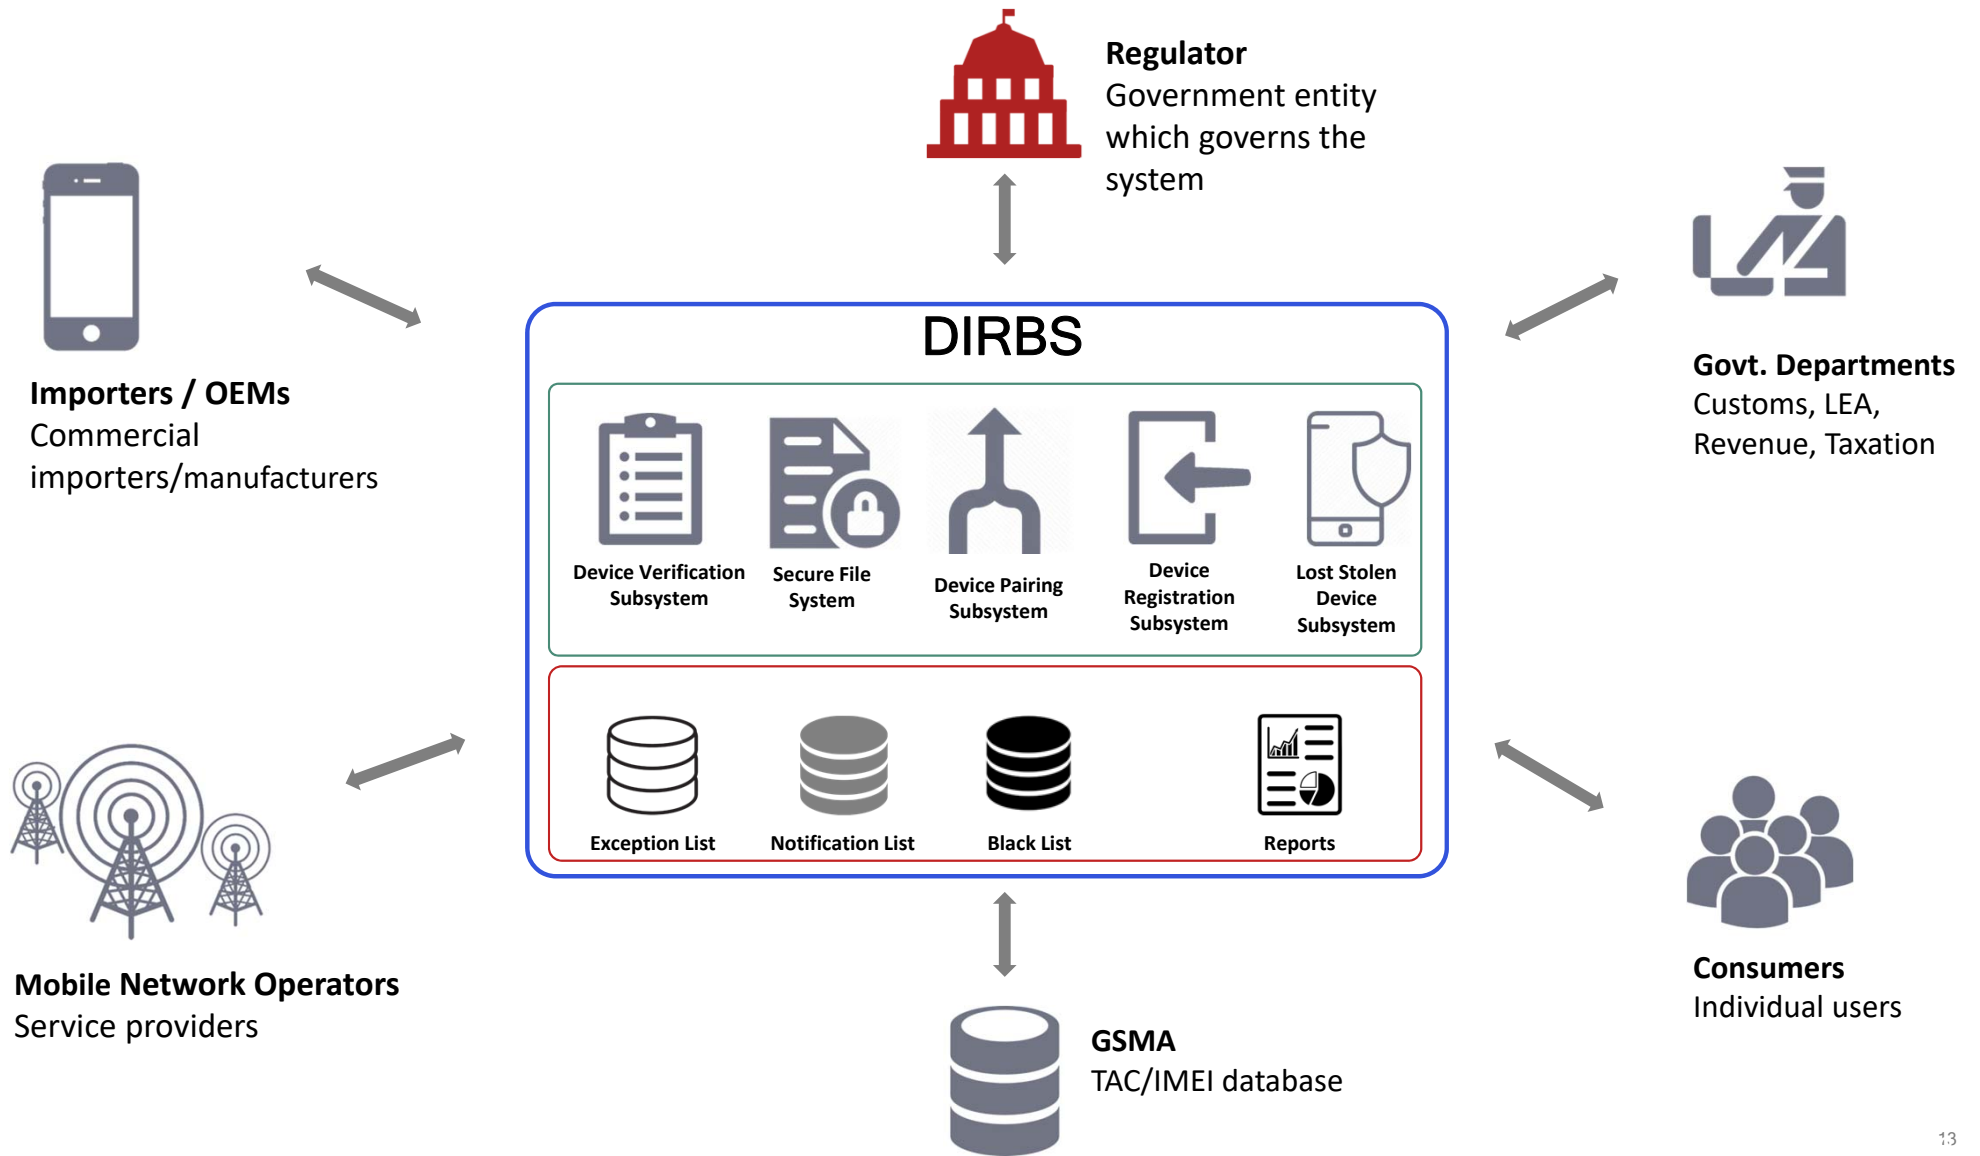 Regulator
Government entity
which governs the
system
Importers / OEMs
Commercial
importers/manufacturers
Govt. Departments
Customs, LEA,
Revenue, Taxation
DIRBS
Device Verification
Subsystem
Secure File
System
Device Pairing
Subsystem
Device
Registration
Subsystem
Lost Stolen
Device
Subsystem
Exception List
Notification List
Black List
Reports
Mobile Network Operators
Service providers
Consumers
Individual users
GSMA
TAC/IMEI database
13